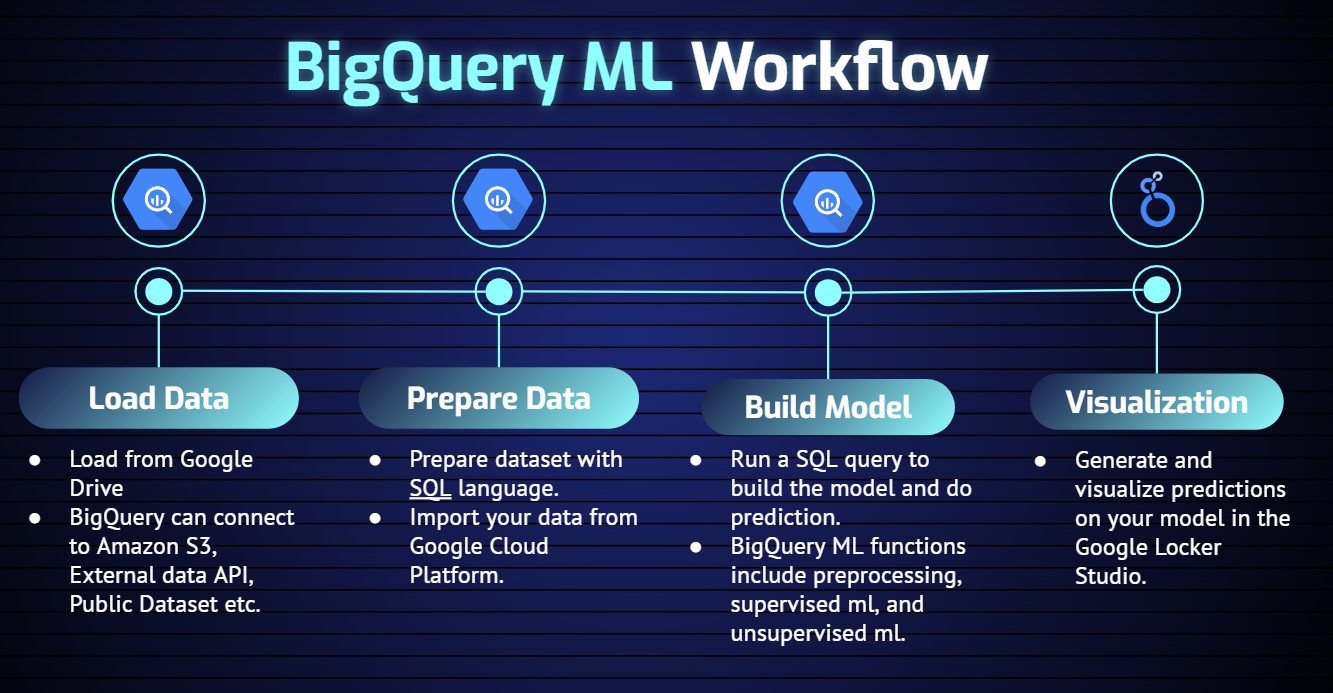 BigQuery ML Workflow
Load Data
● Load from Google
Drive
● BigQuery can connect
to Amazon S3,
External data API,
Public Dataset etc.
Prepare Data
● Prepare dataset with
SQL language.
● Import your data from
Google Cloud
Platform.
Build Model
● Run a SQL query to
build the model and do
prediction.
● BigQuery ML functions
include preprocessing,
supervised ml, and
unsupervised ml.
Visualization
● Generate and
visualize predictions
on your model in the
Google Locker
Studio.